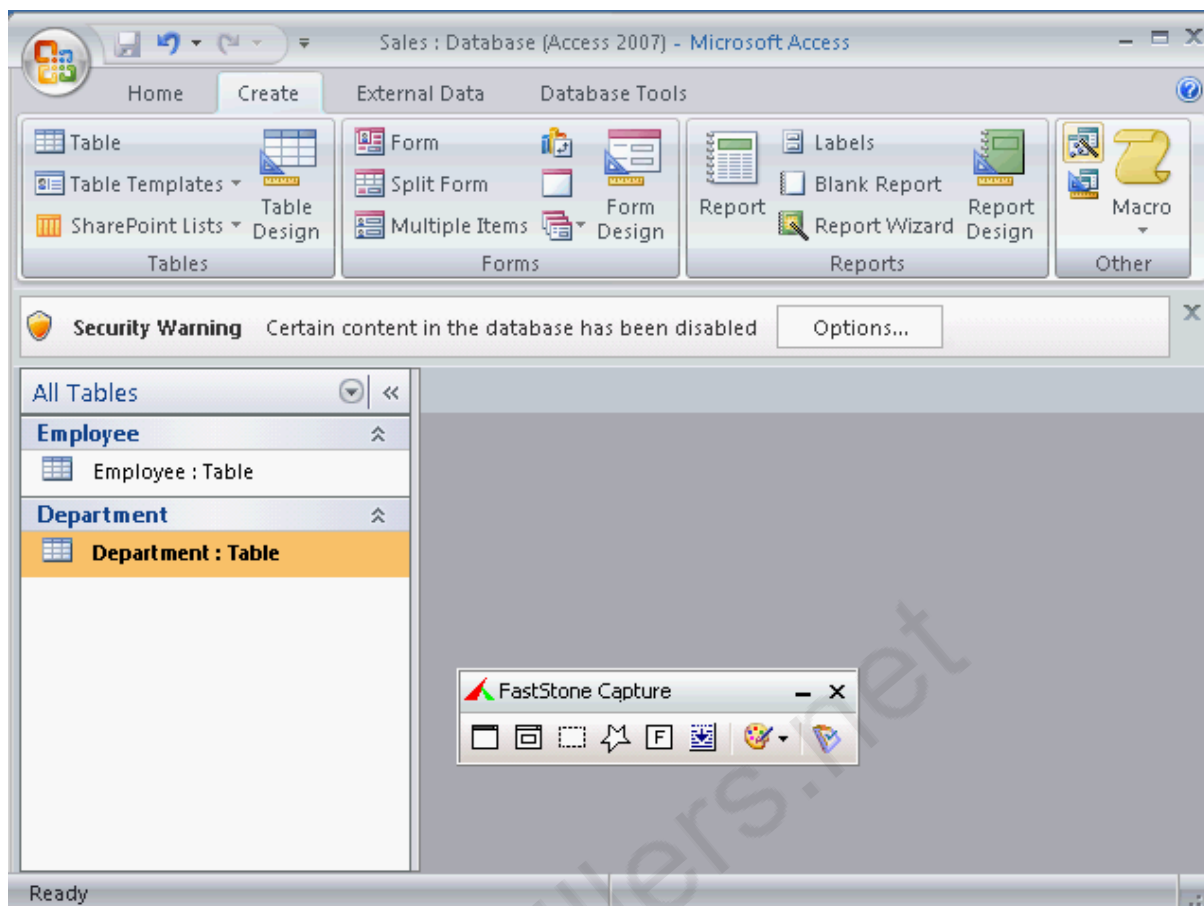 Sales : Database (Access 2007) - Microsoft Access
Home Create External Data Database Tools
Table
Table Templates
SharePoint Lists
Table Design
Tables
Form
Split Form
Multiple Items
Form Design
Forms
Report
Labels
Blank Report
Report Wizard
Report Design
Reports
Macro
Other
Security Warning Certain content in the database has been disabled Options...
All Tables
Employee
Employee : Table
Department
Department : Table
FastStone Capture
F
Ready